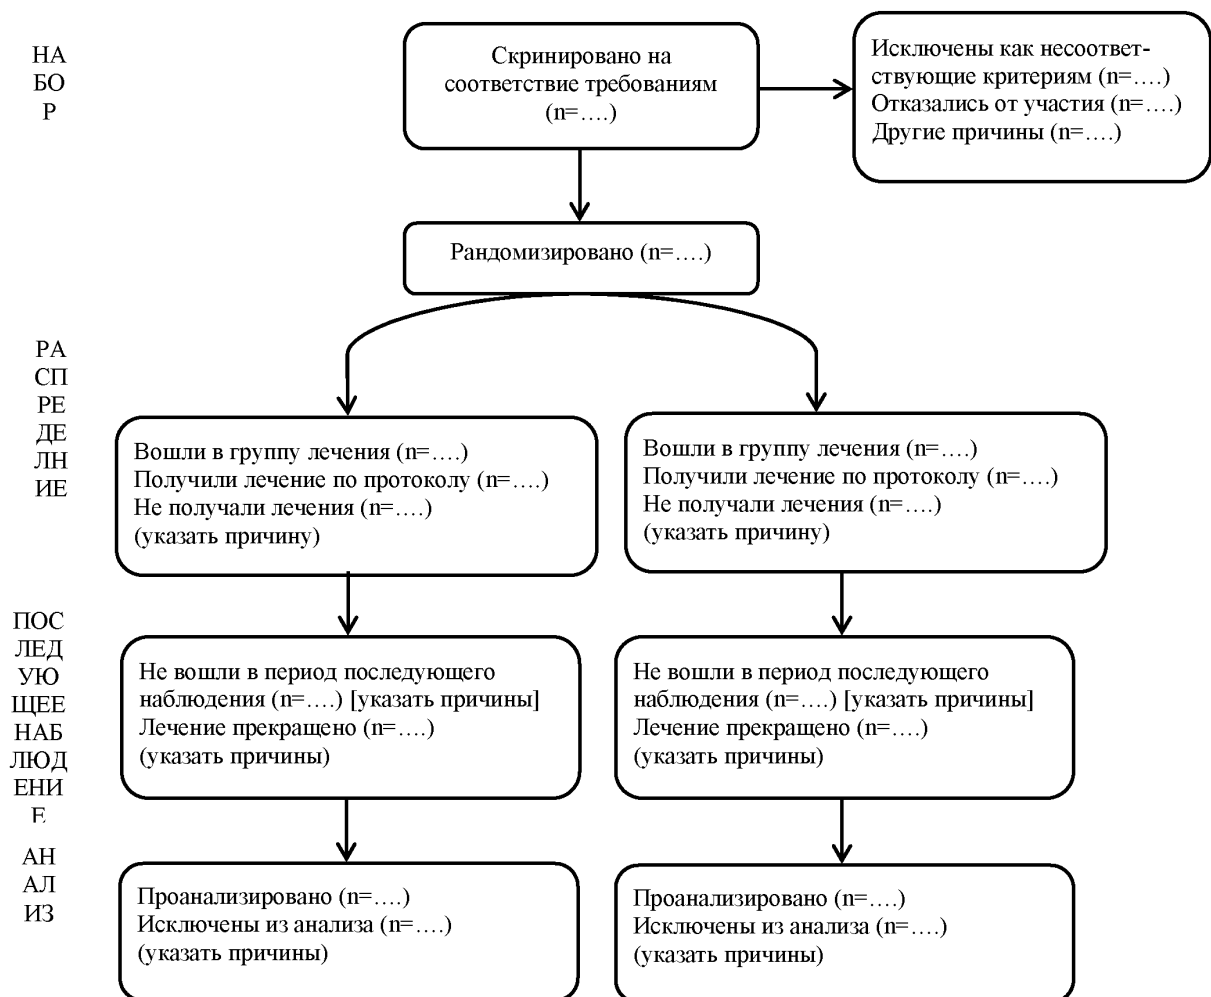 НА
БО
Р
Скринировано на
соответствие требованиям
(n=….)
Исключены как несоответ-
ствующие критериям (n=….)
Отказались от участия (n=….)
Другие причины (n=….)
Рандомизировано (n=….)
РА
СП
РЕ
ДЕ
ЛН
ИЕ
Вошли в группу лечения (n=….)
Получили лечение по протоколу (n=….)
Не получали лечения (n=….)
(указать причину)
Вошли в группу лечения (n=….)
Получили лечение по протоколу (n=….)
Не получали лечения (n=….)
(указать причину)
ПОС
ЛЕД
УЮ
ЩЕЕ
НАБ
ЛЮД
ЕНИ
Е
Не вошли в период последующего
наблюдения (n=….) [указать причины]
Лечение прекращено (n=….)
(указать причины)
Не вошли в период последующего
наблюдения (n=….) [указать причины]
Лечение прекращено (n=….)
(указать причины)
АН
АЛ
ИЗ
Проанализировано (n=….)
Исключены из анализа (n=….)
(указать причины)
Проанализировано (n=….)
Исключены из анализа (n=….)
(указать причины)